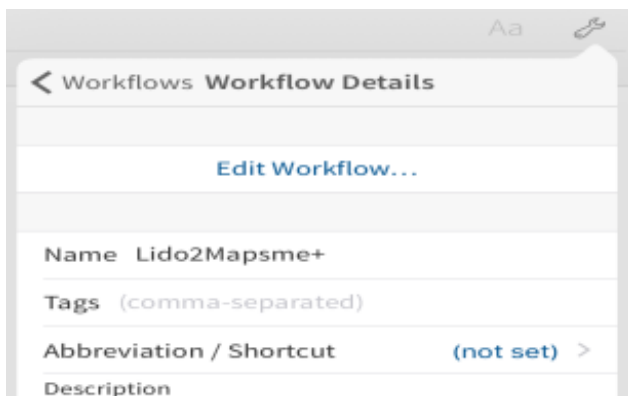 Aa
Workflows Workflow Details
Edit Workflow...
Name Lido2Mapsme+
Tags (comma-separated)
Abbreviation / Shortcut (not set) >
Description